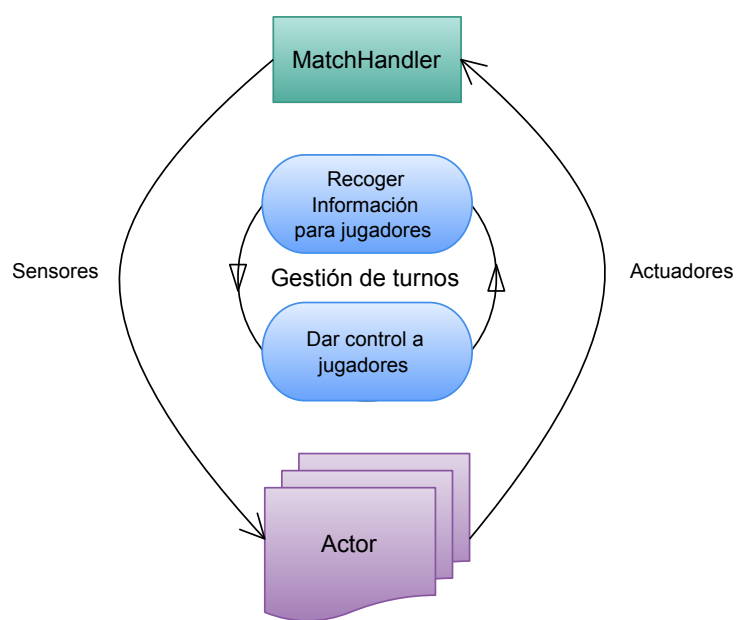 MatchHandler
Recoger
Información
para jugadores
Sensores
Gestión de turnos
Actuadores
Dar control a
jugadores
Actor